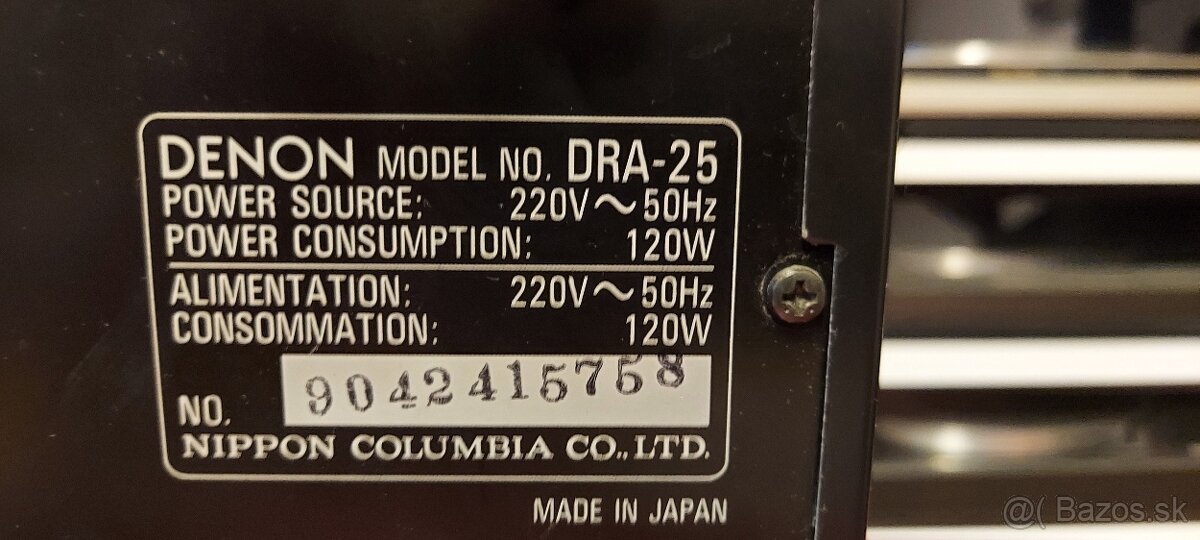 DENON MODEL NO. DRA-25
POWER SOURCE: 220V～50Hz
POWER CONSUMPTION: 120W
ALIMENTATION: 220V～50Hz
CONSOMMATION: 120W
NO. 9042415758
NIPPON COLUMBIA CO.,LTD.
MADE IN JAPAN
@( Bazos.sk